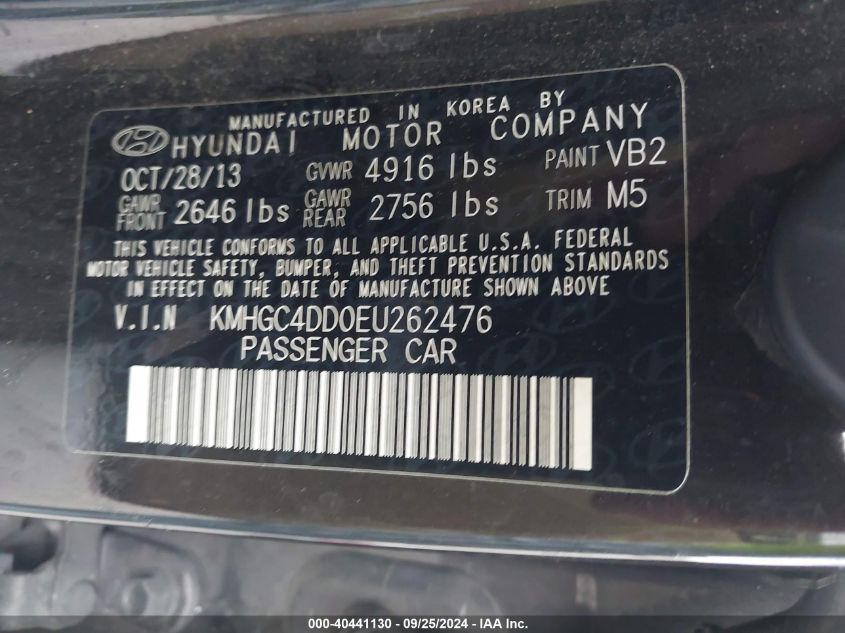 MANUFACTURED IN KOREA BY
HYUNDAI MOTOR COMPANY
OCT/28/13 GVWR 4916 lbs PAINT VB2
GAWR FRONT 2646 lbs GAWR REAR 2756 lbs TRIM M5
THIS VEHICLE CONFORMS TO ALL APPLICABLE U.S.A. FEDERAL
MOTOR VEHICLE SAFETY, BUMPER, AND THEFT PREVENTION STANDARDS
IN EFFECT ON THE DATE OF MANUFACTURE SHOWN ABOVE
V.I.N KMHGC4DD0EU262476
PASSENGER CAR
000-40441130 - 09/25/2024 - IAAI - Copyright IAA, Inc.